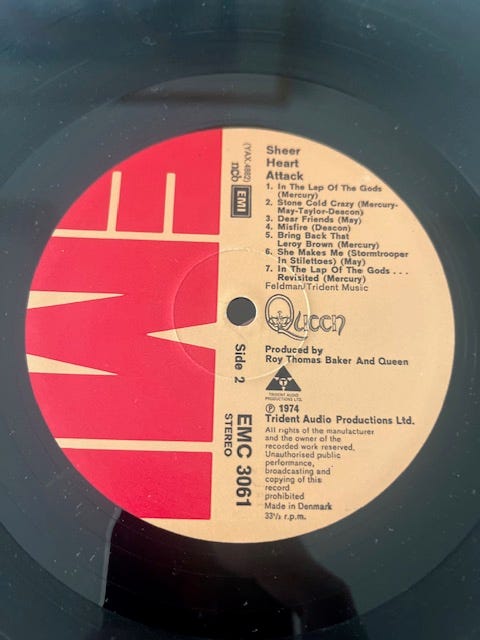 Sheer
Heart
Attack
1. In The Lap Of The Gods
(Mercury)
2. Stone Cold Crazy (Mercury-
May-Taylor-Deacon)
3. Dear Friends (May)
4. Misfire (Deacon)
5. Bring Back That
Leroy Brown (Mercury)
6. She Makes Me (Stormtrooper
In Stilettoes) (May)
7. In The Lap Of The Gods . . .
Revisited (Mercury)
Feldman/Trident Music
Queen
Produced by
Roy Thomas Baker And Queen
TRIDENT AUDIO
PRODUCTIONS LTD.
℗ 1974
Trident Audio Productions Ltd.
All rights of the manufacturer
and the owner of the
recorded work reserved.
Unauthorised public
performance,
broadcasting and
copying of this
record
prohibited
Made in Denmark
33⅓ r.p.m.
(YAX.4882)
ncb
EMI
Side 2
EMC 3061
STEREO
EMI